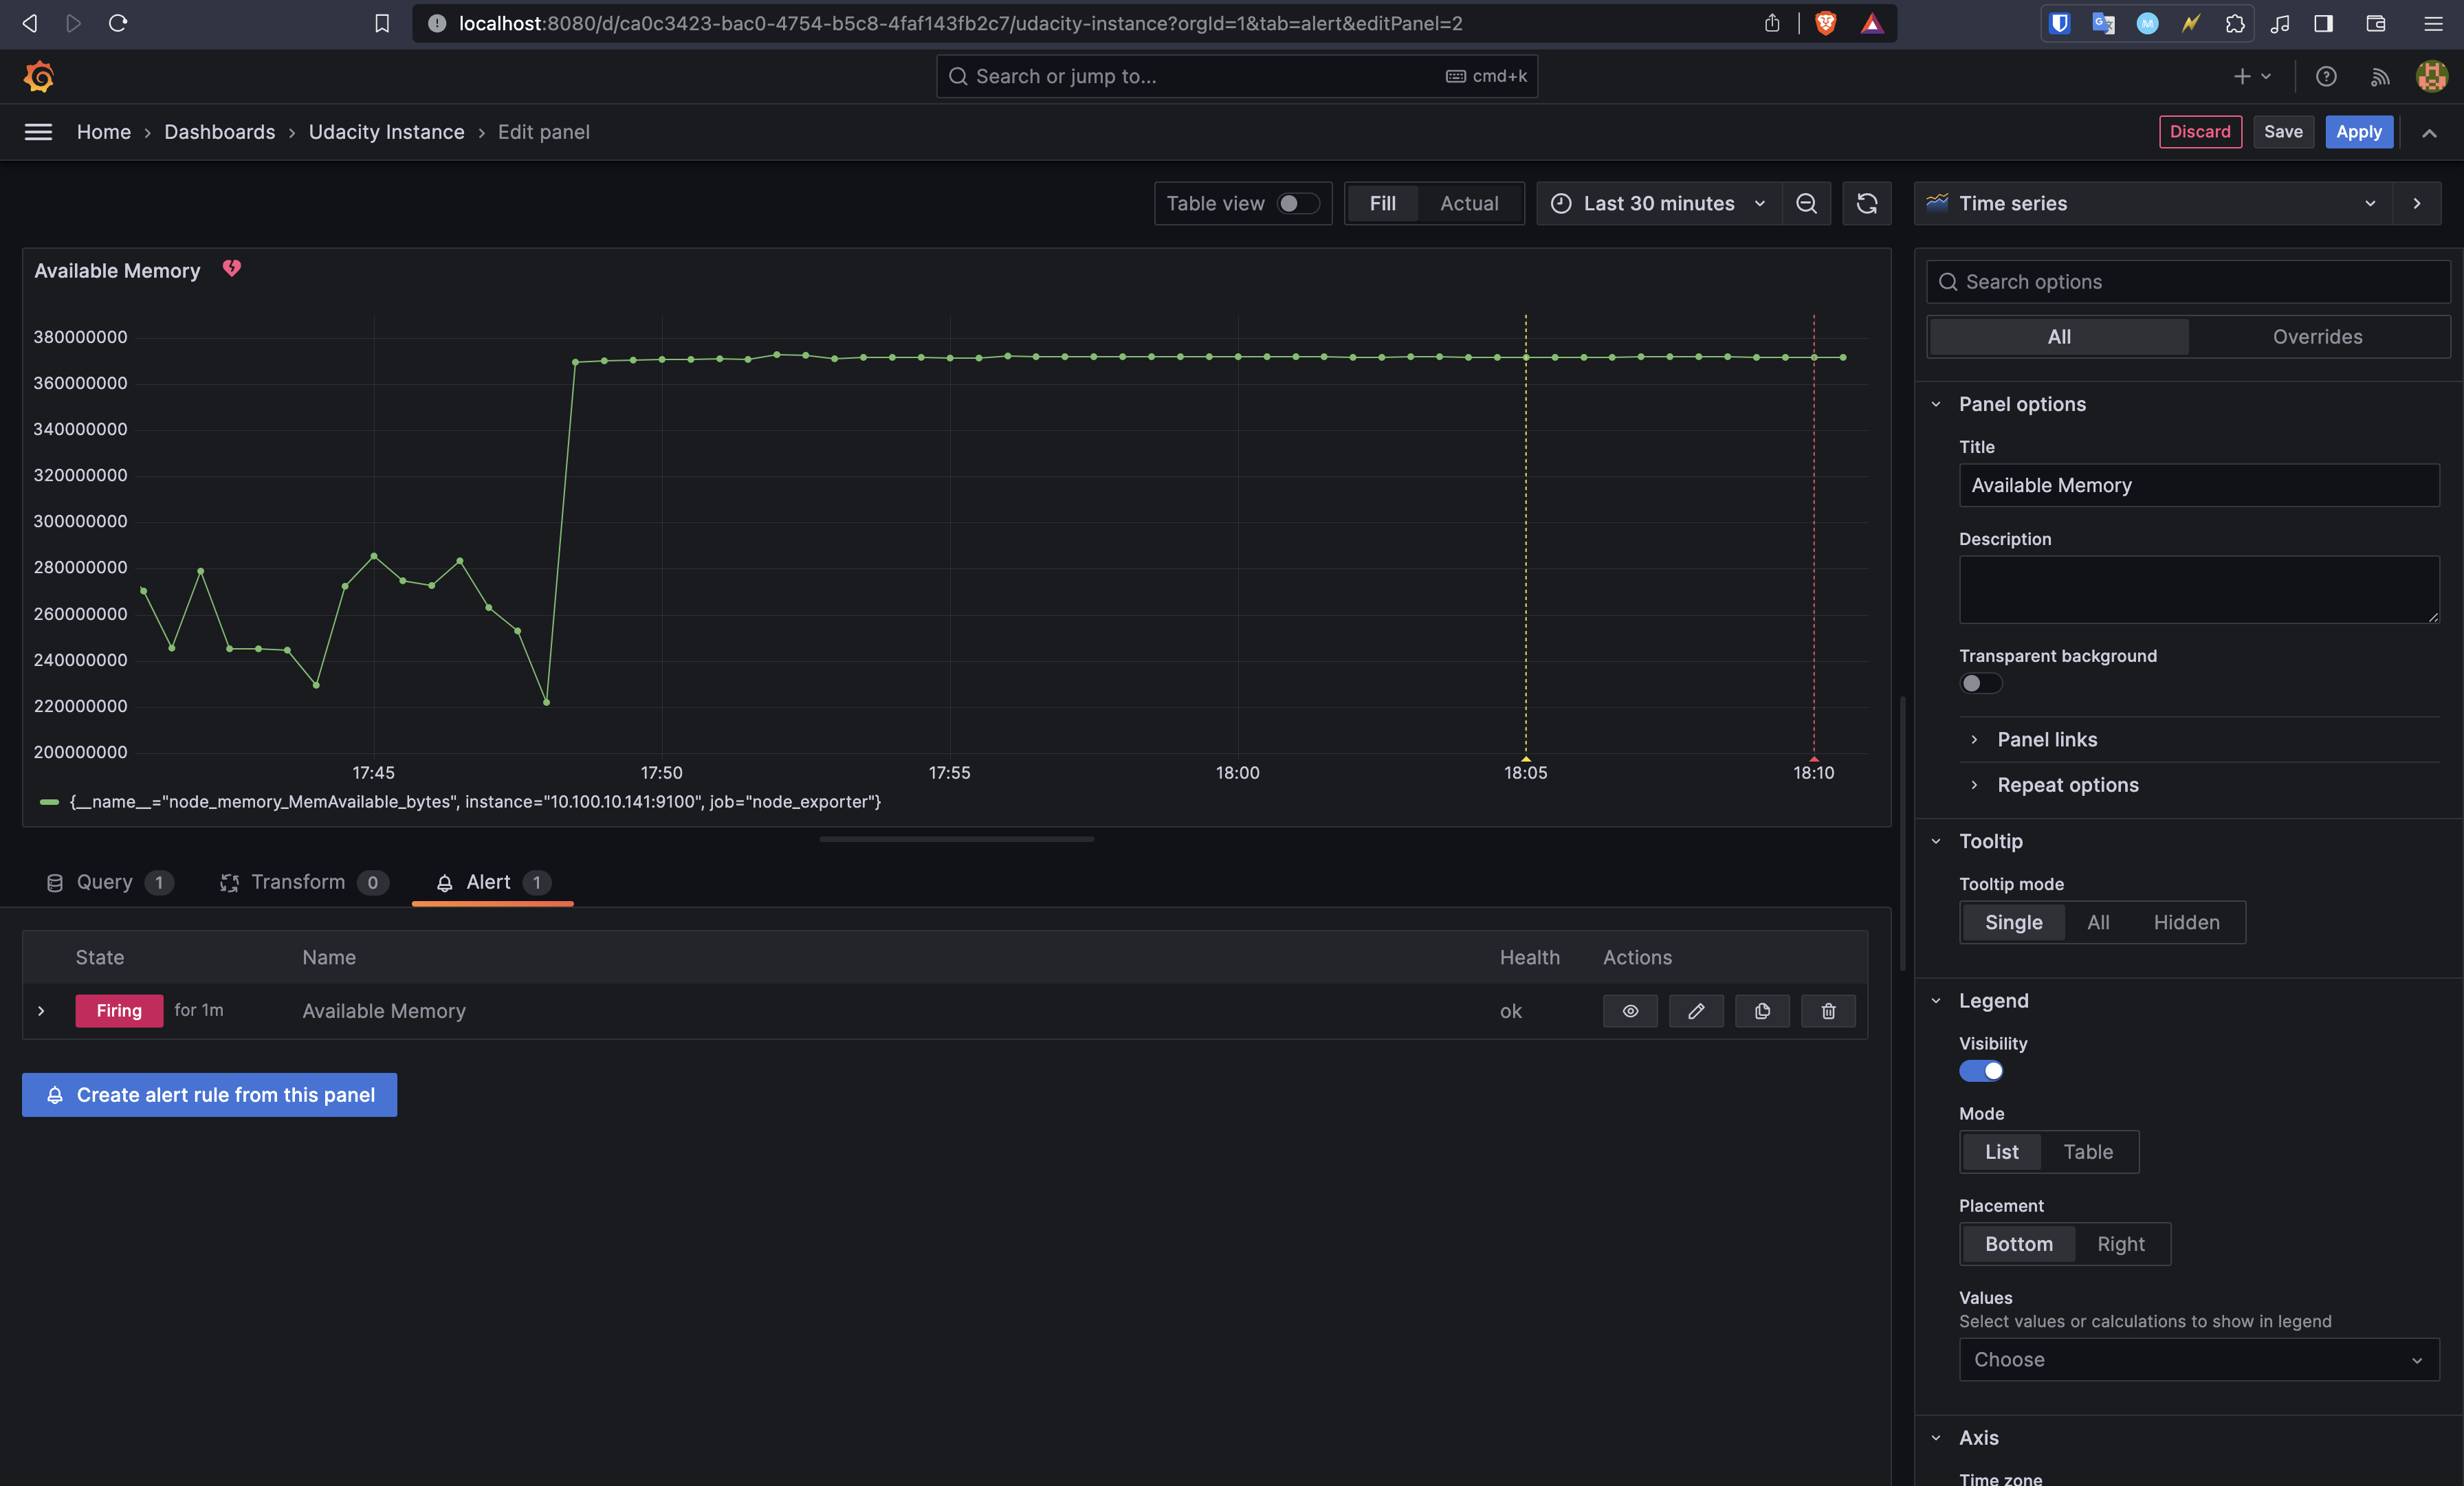 localhost:8080/d/ca0c3423-bac0-4754-b5c8-4faf143fb2c7/udacity-instance?orgId=1&tab=alert&editPanel=2
Search or jump to... cmd+k
Home › Dashboards › Udacity Instance › Edit panel
Discard Save Apply
Table view Fill Actual Last 30 minutes Time series
Available Memory
Search options
All Overrides
380000000
360000000
340000000
320000000
300000000
280000000
260000000
240000000
220000000
200000000
17:45 17:50 17:55 18:00 18:05 18:10
{__name__="node_memory_MemAvailable_bytes", instance="10.100.10.141:9100", job="node_exporter"}
Query 1 Transform 0 Alert 1
State Name Health Actions
Firing for 1m Available Memory ok
Create alert rule from this panel
Panel options
Title
Available Memory
Description
Transparent background
Panel links
Repeat options
Tooltip
Tooltip mode
Single All Hidden
Legend
Visibility
Mode
List Table
Placement
Bottom Right
Values
Select values or calculations to show in legend
Choose
Axis
Time zone